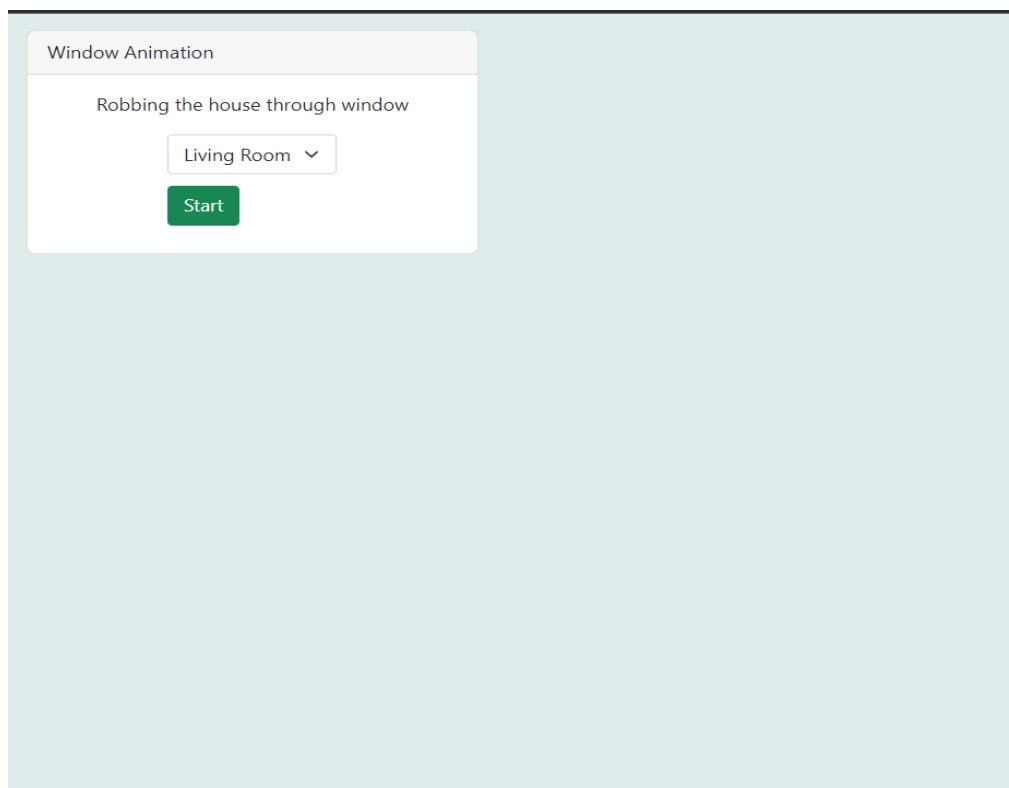 Window Animation
Robbing the house through window
Living Room
Start